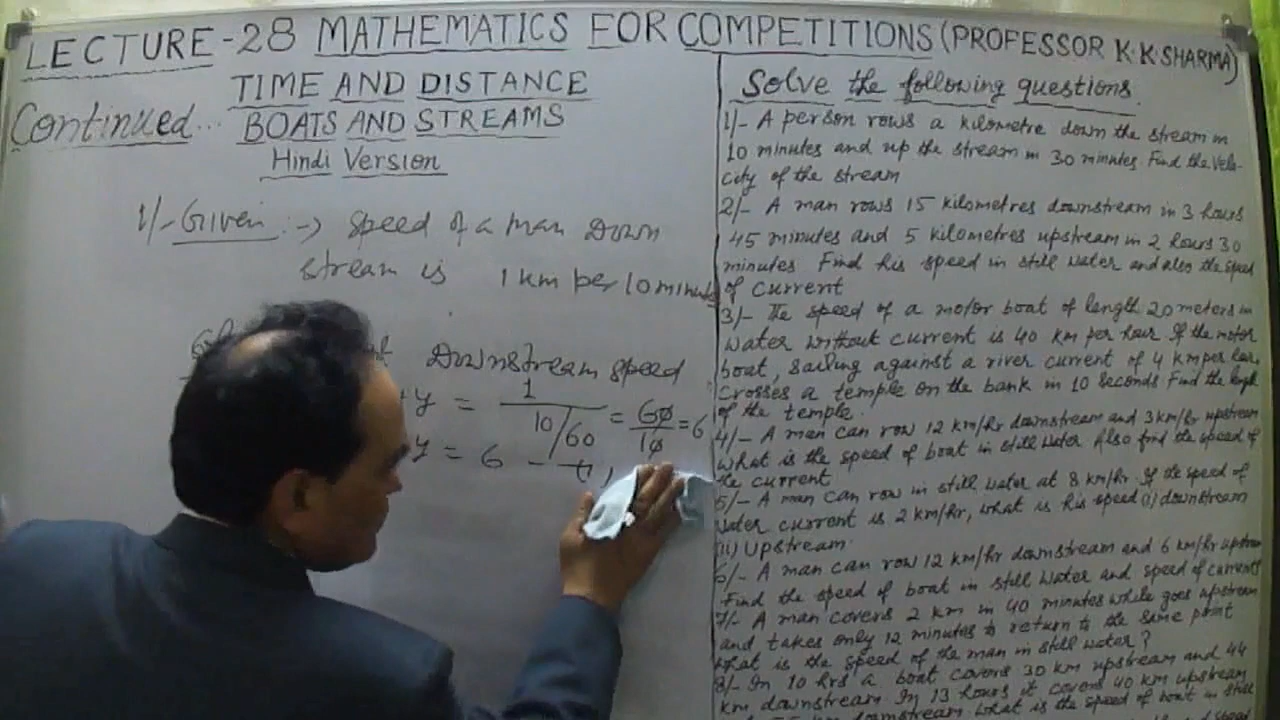 LECTURE-28 MATHEMATICS FOR COMPETITIONS (PROFESSOR K.K.SHARMA)
TIME AND DISTANCE
Continued...
BOATS AND STREAMS
Hindi Version
1/- Given :-> Speed of a man Down
stream is 1 km per 10 minutes
Downstream speed
y = 1 / 10/60 = 60/10 = 6
y = 6 -
Solve the following questions.
1/- A person rows a kilometre down the stream in
10 minutes and up the stream in 30 minutes Find the velo-
city of the stream
2/- A man rows 15 kilometres downstream in 3 hours
45 minutes and 5 kilometres upstream in 2 hours 30
minutes Find his speed in still water and also the speed
of current
3/- The speed of a motor boat of length 20 meters in
water without current is 40 km per hour If the motor
boat, sailing against a river current of 4 km per hour
crosses a temple on the bank in 10 seconds Find the length
of the temple.
4/- A man can row 12 km/hr downstream and 3 km/hr upstream
What is the speed of boat in still water Also find the speed of
the current
5/- A man can row in still water at 8 km/hr. If the speed of
water current is 2 km/hr, what is his speed (i) downstream
(ii) Upstream.
6/- A man can row 12 km/hr downstream and 6 km/hr upstream
Find the speed of boat in still water and speed of current
7/- A man covers 2 km in 40 minutes while goes upstream
and takes only 12 minutes to return to the same point
What is the speed of the man in still water?
8/- In 10 hrs a boat covers 30 km upstream and 44
km downstream. In 13 hours it covers 40 km upstream
km downstream. What is the speed of boat in still